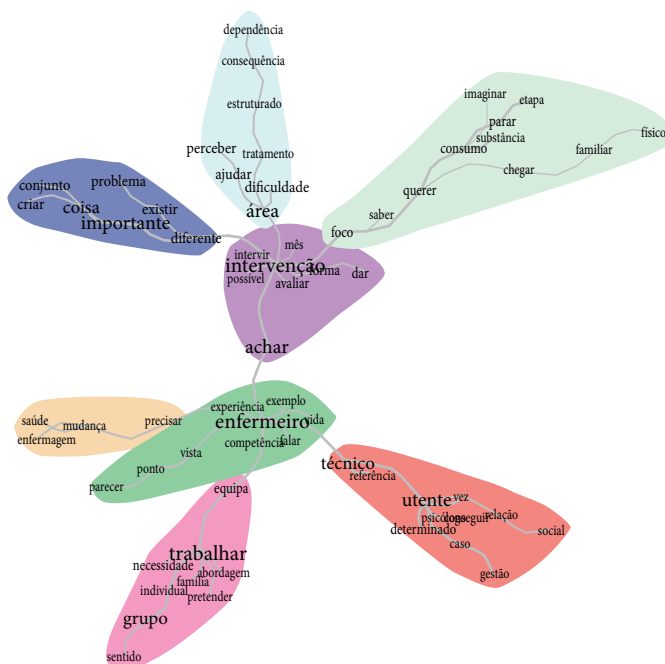 dependência
consequência
estruturado
perceber
tratamento
ajudar
dificuldade
área
imaginar
etapa
parar
substância
consumo
físico
familiar
chegar
querer
saber
foco
conjunto
problema
criar
coisa
existir
importante
diferente
mês
intervir
intervenção
forma
dar
possível
avaliar
achar
saúde
mudança
precisar
enfermagem
experiência
exemplo
enfermeiro
vida
competência
falar
vista
ponto
parecer
técnico
referência
utente
vez
psicólogo
conseguir
relação
determinado
social
caso
gestão
equipa
trabalhar
necessidade
abordagem
família
individual
pretender
grupo
sentido